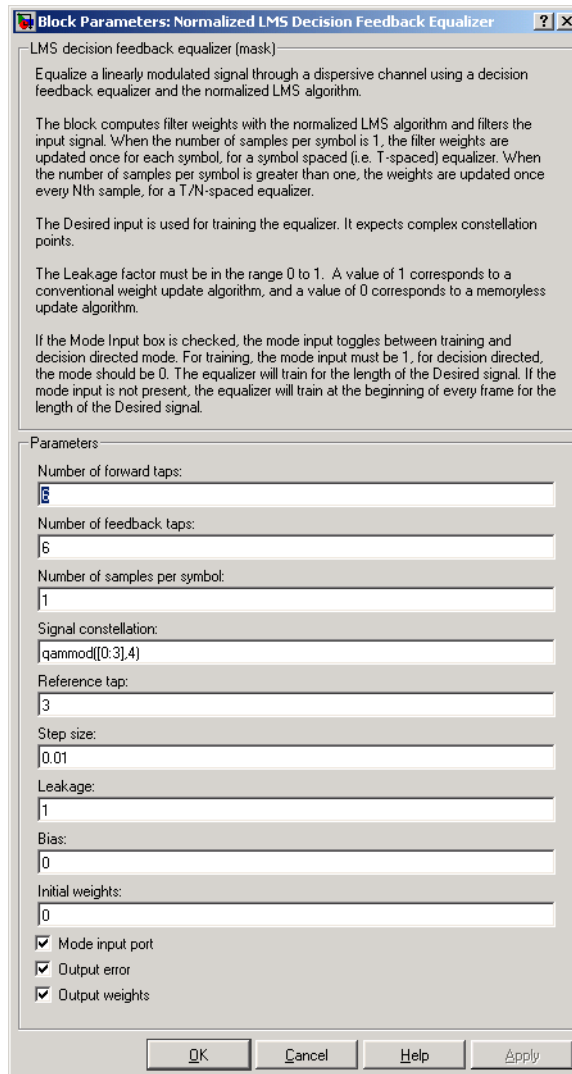 Block Parameters: Normalized LMS Decision Feedback Equalizer
LMS decision feedback equalizer (mask)
Equalize a linearly modulated signal through a dispersive channel using a decision
feedback equalizer and the normalized LMS algorithm.
The block computes filter weights with the normalized LMS algorithm and filters the
input signal. When the number of samples per symbol is 1, the filter weights are
updated once for each symbol, for a symbol spaced (i.e. T-spaced) equalizer. When
the number of samples per symbol is greater than one, the weights are updated once
every Nth sample, for a T/N-spaced equalizer.
The Desired input is used for training the equalizer. It expects complex constellation
points.
The Leakage factor must be in the range 0 to 1.  A value of 1 corresponds to a
conventional weight update algorithm, and a value of 0 corresponds to a memoryless
update algorithm.
If the Mode Input box is checked, the mode input toggles between training and
decision directed mode. For training, the mode input must be 1, for decision directed,
the mode should be 0. The equalizer will train for the length of the Desired signal. If the
mode input is not present, the equalizer will train at the beginning of every frame for the
length of the Desired signal.
Parameters
Number of forward taps:
6
Number of feedback taps:
6
Number of samples per symbol:
1
Signal constellation:
qammod([0:3],4)
Reference tap:
3
Step size:
0.01
Leakage:
1
Bias:
0
Initial weights:
0
Mode input port
Output error
Output weights
OK Cancel Help Apply